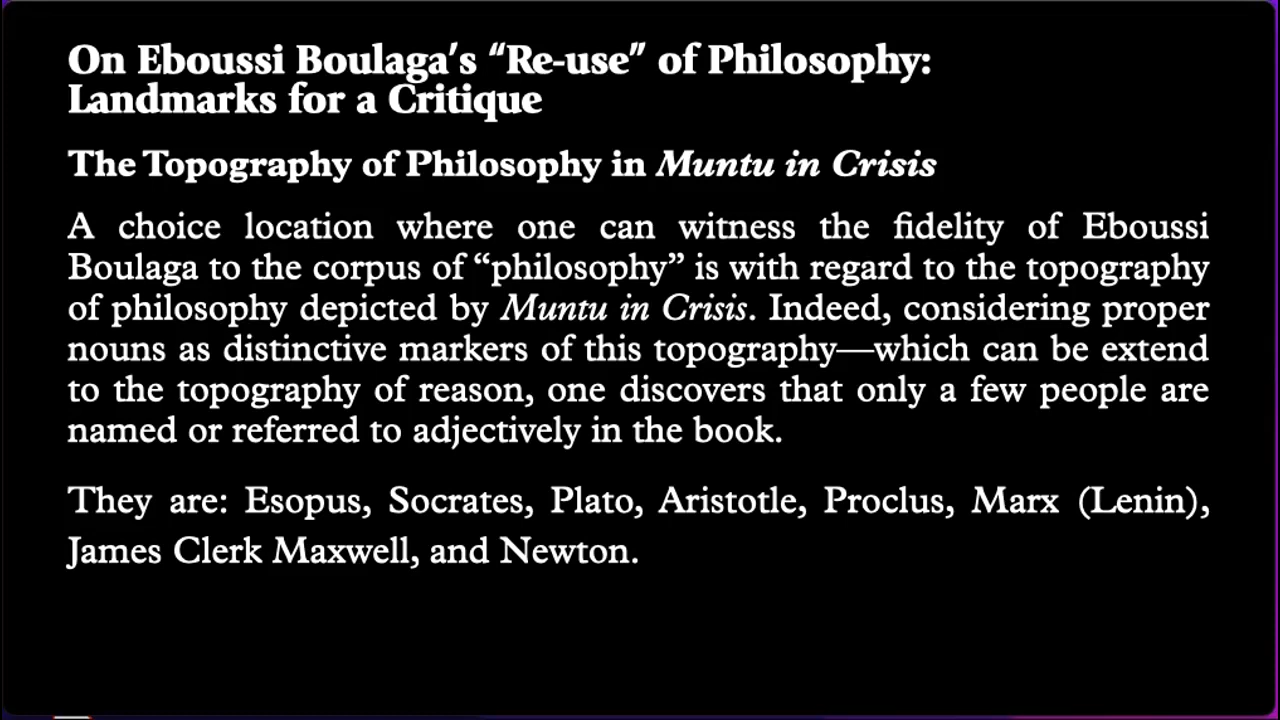 On Eboussi Boulaga's “Re-use” of Philosophy:
Landmarks for a Critique
The Topography of Philosophy in Muntu in Crisis
A choice location where one can witness the fidelity of Eboussi
Boulaga to the corpus of “philosophy” is with regard to the topography
of philosophy depicted by Muntu in Crisis. Indeed, considering proper
nouns as distinctive markers of this topography—which can be extend
to the topography of reason, one discovers that only a few people are
named or referred to adjectively in the book.
They are: Esopus, Socrates, Plato, Aristotle, Proclus, Marx (Lenin),
James Clerk Maxwell, and Newton.